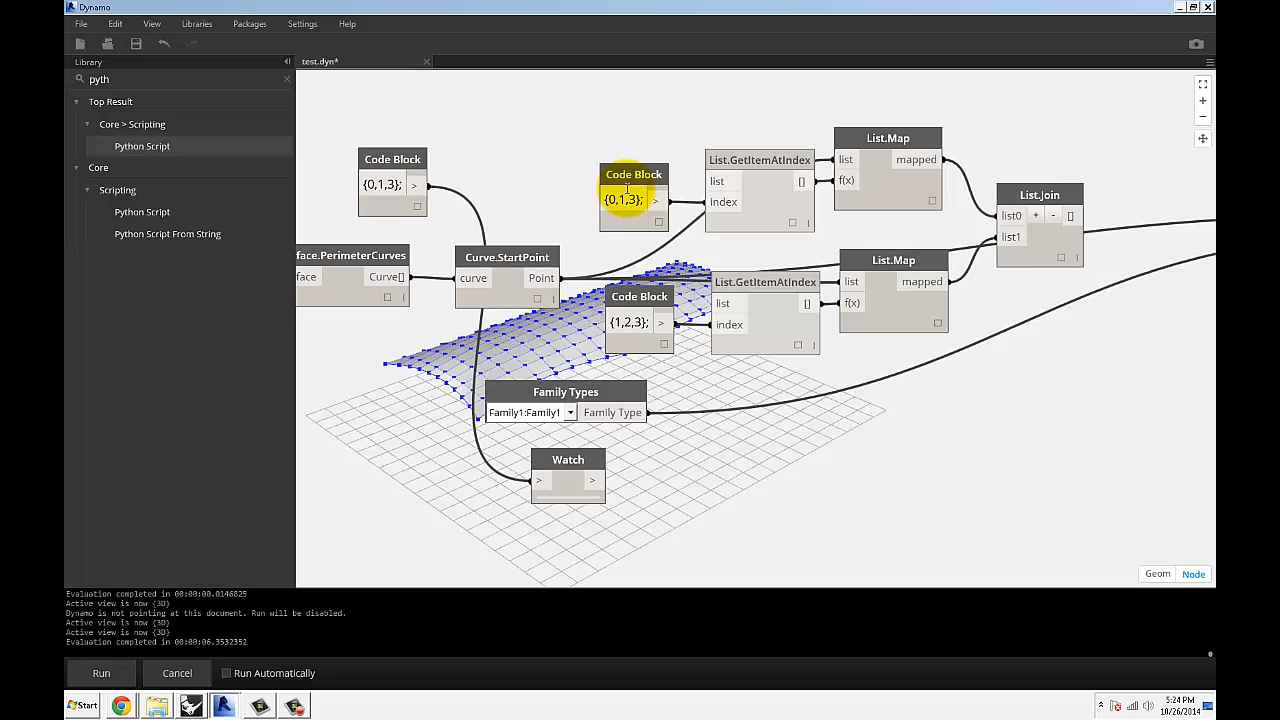 Dynamo
File Edit View Libraries Packages Settings Help
Library
test.dyn*
pyth
Top Result
Core > Scripting
Python Script
Core
Scripting
Python Script
Python Script From String
Code Block
{0,1,3}; >
Code Block
{0,1,3}; >
List.GetItemAtIndex
list []
index
List.Map
list mapped
f(x)
List.Join
list0 + - []
list1
face.PerimeterCurves
face Curve[]
Curve.StartPoint
curve Point
Code Block
{1,2,3}; >
List.GetItemAtIndex
list []
index
List.Map
list mapped
f(x)
Family Types
Family1:Family1 Family Type
Watch
> >
Geom Node
Evaluation completed in 00:00:00.0146825
Active view is now {3D}
Dynamo is not pointing at this document. Run will be disabled.
Active view is now {3D}
Active view is now {3D}
Evaluation completed in 00:00:06.3532352
Run Cancel Run Automatically
Start
5:24 PM
10/26/2014